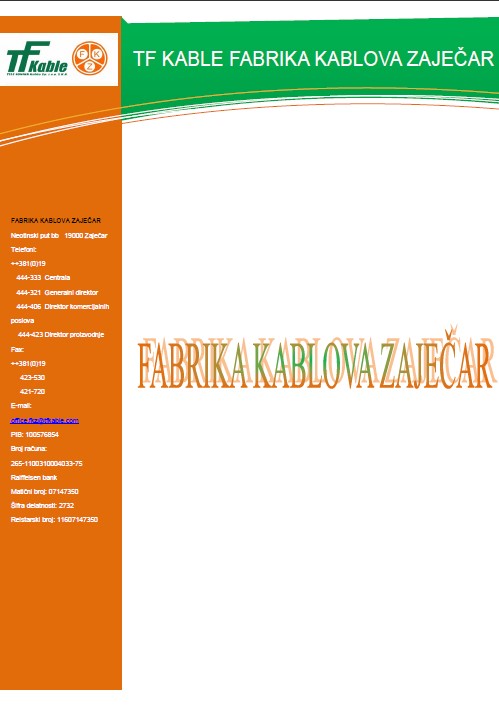 TF Kable
FKZ
TF KABLE FABRIKA KABLOVA ZAJEČAR
FABRIKA KABLOVA ZAJEČAR
Neotinski put bb 19000 Zaječar
Telefoni:
++381(0)19
444-333 Centrala
444-321 Generalni direktor
444-406 Direktor komercijalnih
poslova
444-423 Direktor proizvodnje
Fax:
++381(0)19
423-530
421-720
E-mail:
office.fkz@tfkable.com
PIB: 100576854
Broj računa:
265-1100310004033-75
Raiffeisen bank
Matični broj: 07147350
Šifra delatnosti: 2732
Reistarski broj: 11607147350
FABRIKA KABLOVA ZAJEČAR